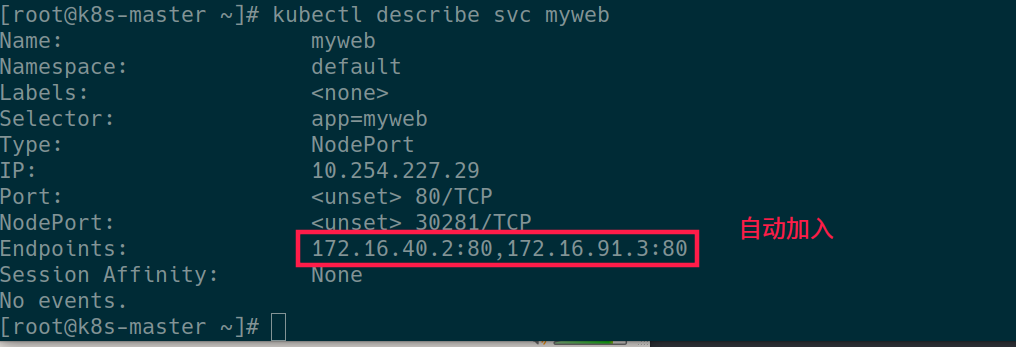 [root@k8s-master ~]# kubectl describe svc myweb
Name: myweb
Namespace: default
Labels: <none>
Selector: app=myweb
Type: NodePort
IP: 10.254.227.29
Port: <unset> 80/TCP
NodePort: <unset> 30281/TCP
Endpoints: 172.16.40.2:80,172.16.91.3:80
自动加入
Session Affinity: None
No events.
[root@k8s-master ~]#